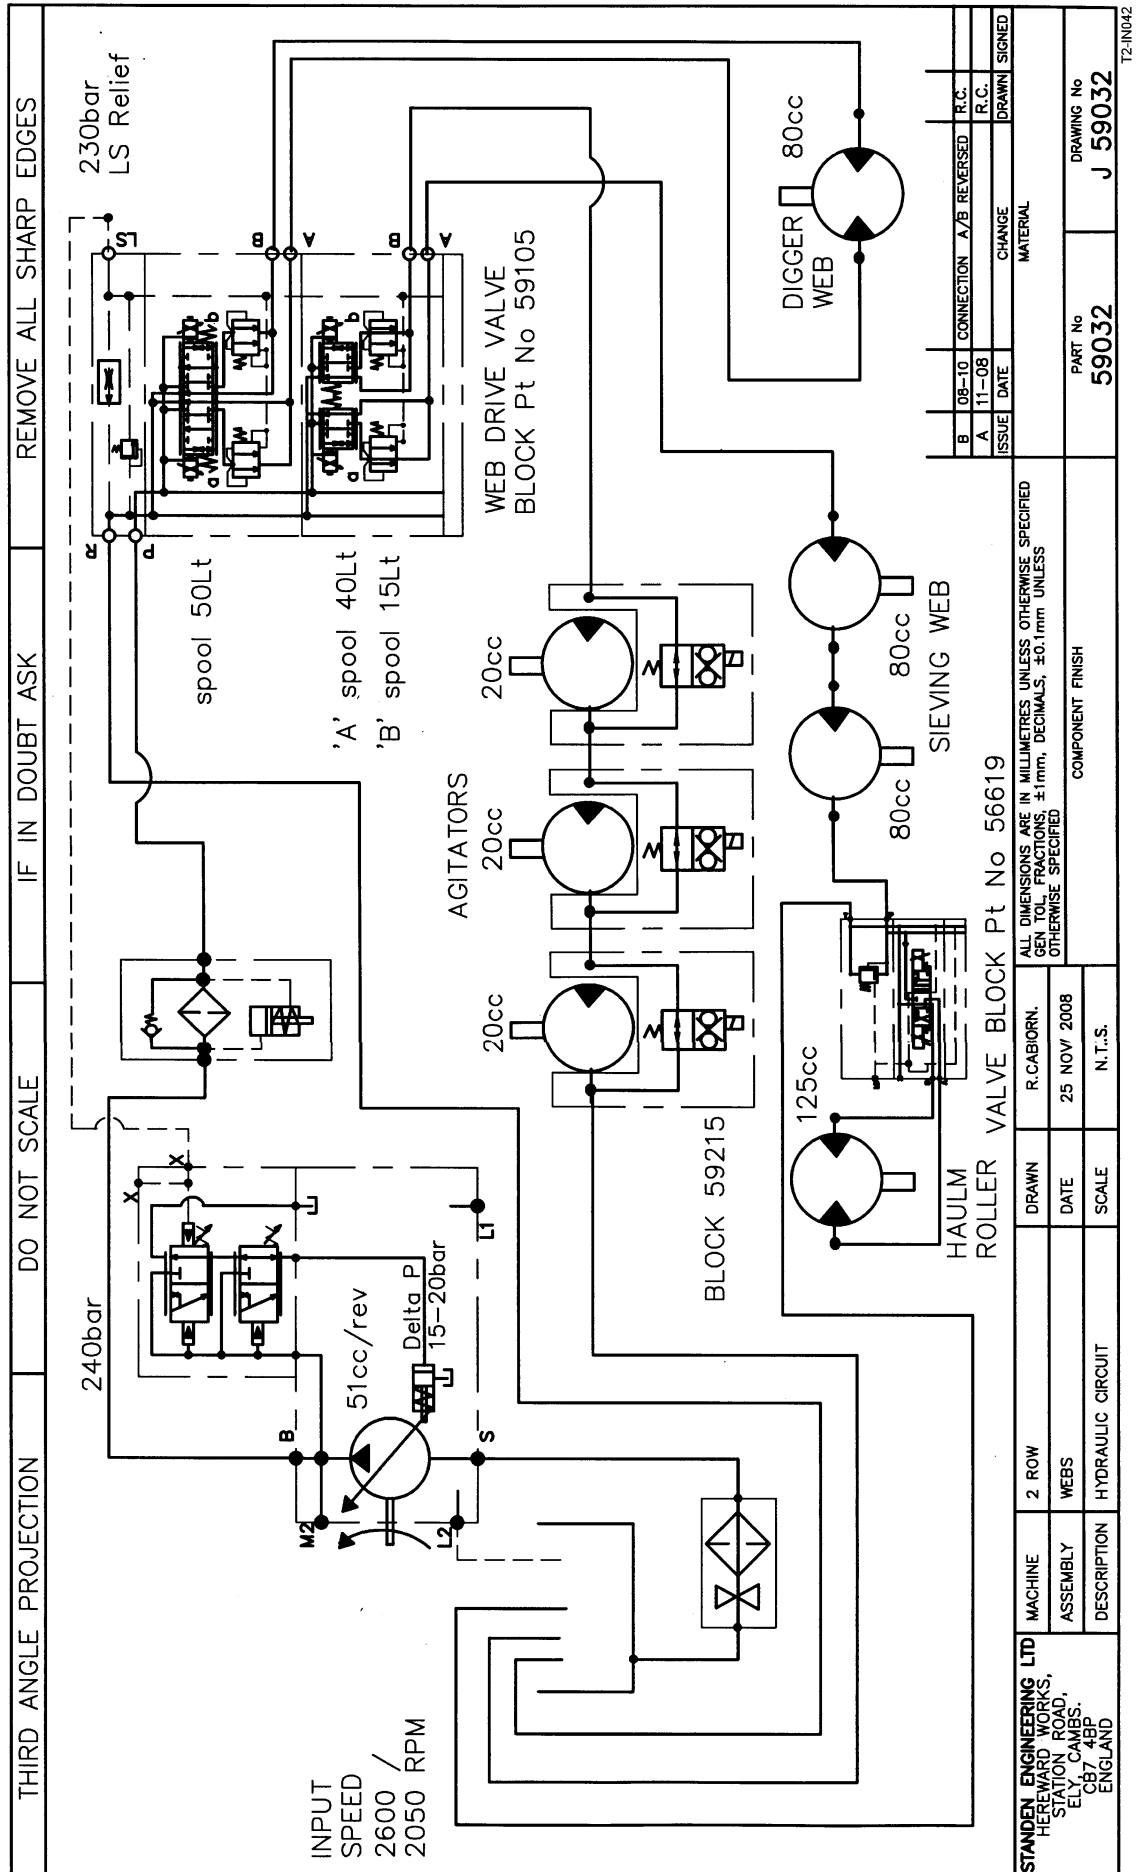 THIRD ANGLE PROJECTION
DO NOT SCALE
IF IN DOUBT ASK
REMOVE ALL SHARP EDGES
230bar
LS Relief
LS
B
A
B
A
R
P
a
b
a
b
WEB DRIVE VALVE
BLOCK Pt No 59105
spool 50Lt
'A' spool 40Lt
'B' spool 15Lt
240bar
X
X
B
M2
51cc/rev
Delta P
15-20bar
L1
L2
S
INPUT
SPEED
2600 /
2050 RPM
AGITATORS
20cc
20cc
20cc
BLOCK 59215
DIGGER
WEB
80cc
80cc
80cc
SIEVING WEB
125cc
HAULM
ROLLER
VALVE BLOCK Pt No 56619
STANDEN ENGINEERING LTD
HEREWARD WORKS,
STATION ROAD,
ELY, CAMBS.
CB7 4BP
ENGLAND
MACHINE 2 ROW
ASSEMBLY WEBS
DESCRIPTION HYDRAULIC CIRCUIT
DRAWN R.CABIORN.
DATE 25 NOV/ 2008
SCALE N.T.S.
ALL DIMENSIONS ARE IN MILLIMETRES UNLESS OTHERWISE SPECIFIED
GEN TOL, FRACTIONS, ±1mm, DECIMALS, ±0.1mm UNLESS
OTHERWISE SPECIFIED
COMPONENT FINISH
B 08-10 CONNECTION A/B REVERSED R.C.
A 11-08 R.C.
ISSUE DATE CHANGE DRAWN SIGNED
MATERIAL
PART No
59032
DRAWING No
J 59032
T2-IN042